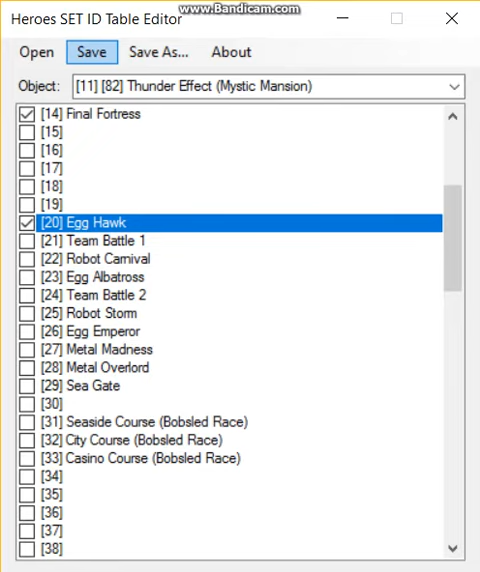 www.Bandicam.com
Heroes SET ID Table Editor
Open Save Save As... About
Object: [11] [82] Thunder Effect (Mystic Mansion)
[14] Final Fortress
[15]
[16]
[17]
[18]
[19]
[20] Egg Hawk
[21] Team Battle 1
[22] Robot Carnival
[23] Egg Albatross
[24] Team Battle 2
[25] Robot Storm
[26] Egg Emperor
[27] Metal Madness
[28] Metal Overlord
[29] Sea Gate
[30]
[31] Seaside Course (Bobsled Race)
[32] City Course (Bobsled Race)
[33] Casino Course (Bobsled Race)
[34]
[35]
[36]
[37]
[38]